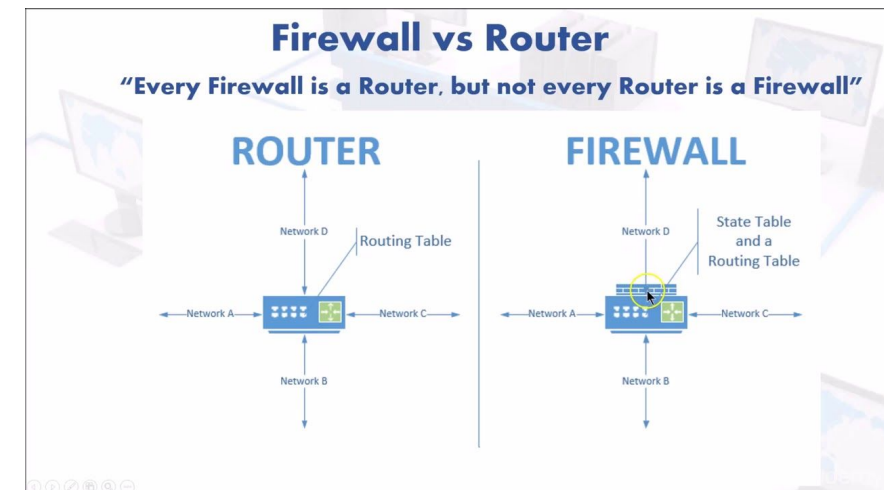 Firewall vs Router
“Every Firewall is a Router, but not every Router is a Firewall”
ROUTER
Network D
Routing Table
Network A
Network C
Network B
FIREWALL
Network D
State Table
and a
Routing Table
Network A
Network C
Network B